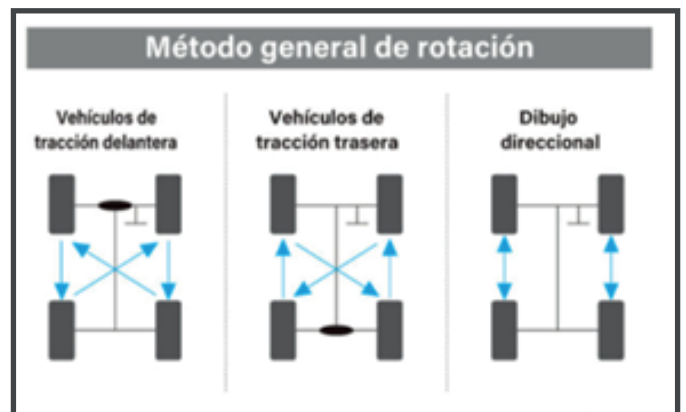 Método general de rotación
Vehículos de
tracción delantera
Vehículos de
tracción trasera
Dibujo
direccional